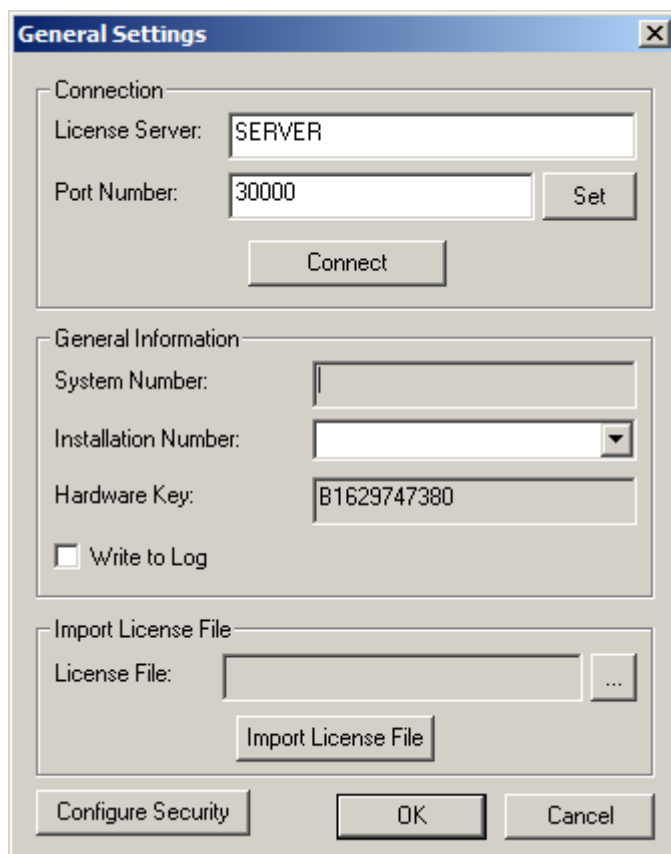 General Settings
Connection
License Server: SERVER
Port Number: 30000 Set
Connect
General Information
System Number:
Installation Number:
Hardware Key: B1629747380
Write to Log
Import License File
License File: ...
Import License File
Configure Security OK Cancel